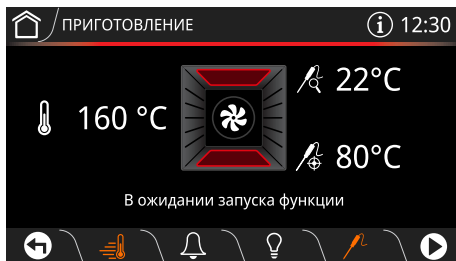 ПРИГОТОВЛЕНИЕ
i 12:30
22°C
160 °C
80°C
В ожидании запуска функции